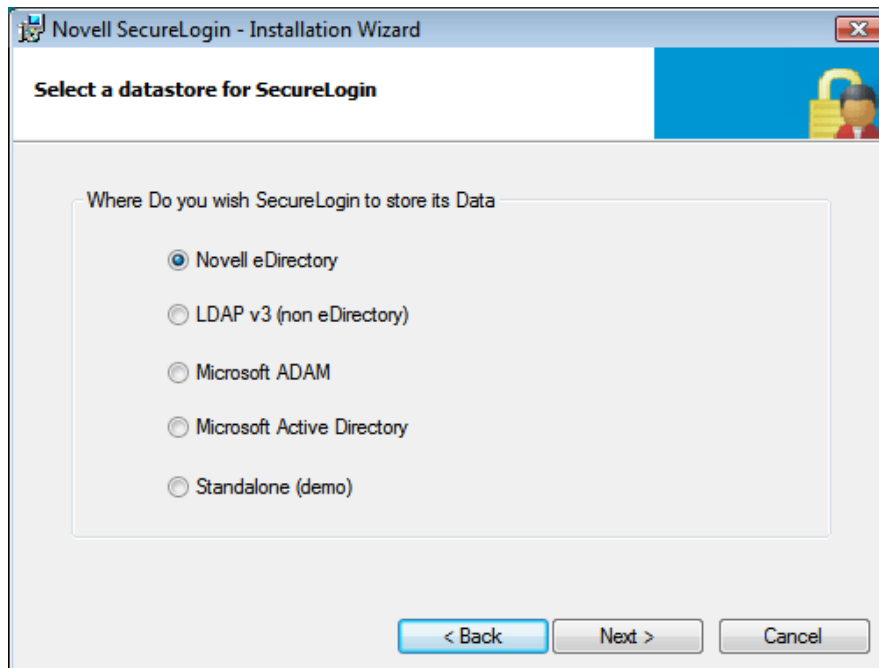 Novell SecureLogin - Installation Wizard
Select a datastore for SecureLogin
Where Do you wish SecureLogin to store its Data
Novell eDirectory
LDAP v3 (non eDirectory)
Microsoft ADAM
Microsoft Active Directory
Standalone (demo)
< Back Next > Cancel